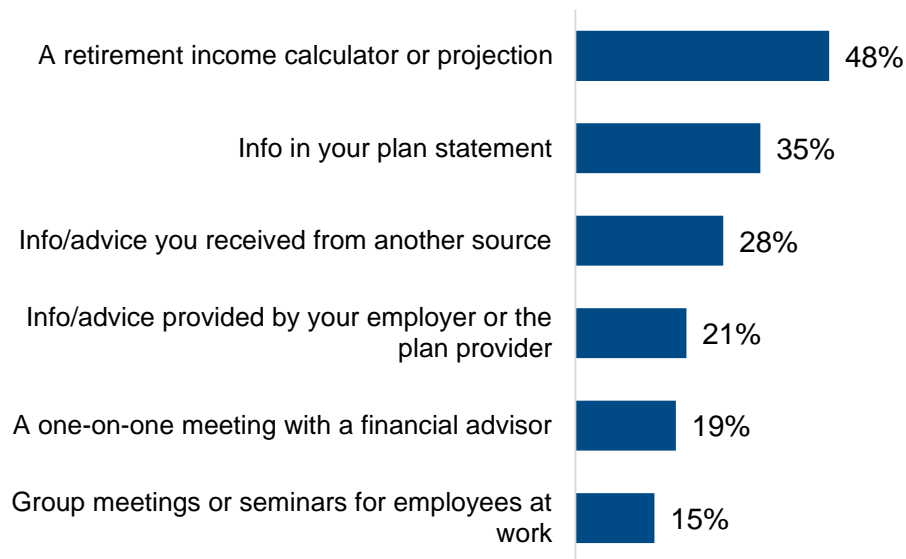 A retirement income calculator or projection
48%
Info in your plan statement
35%
Info/advice you received from another source
28%
Info/advice provided by your employer or the
plan provider
21%
A one-on-one meeting with a financial advisor
19%
Group meetings or seminars for employees at
work
15%